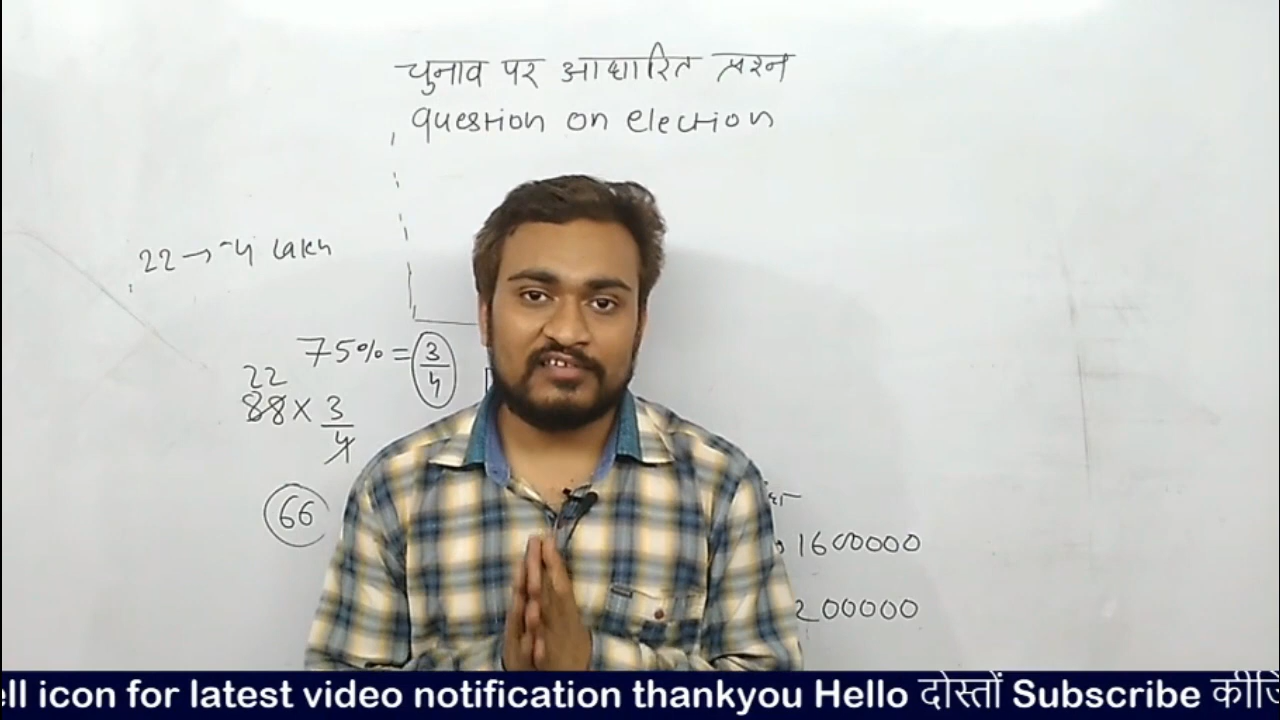 चुनाव पर आधारित प्रश्न
question on election
22 → 4 lakh
75% = 3/4
22
88 x 3/4
66
1600000
200000
ll icon for latest video notification thankyou Hello दोस्तों Subscribe कीजि